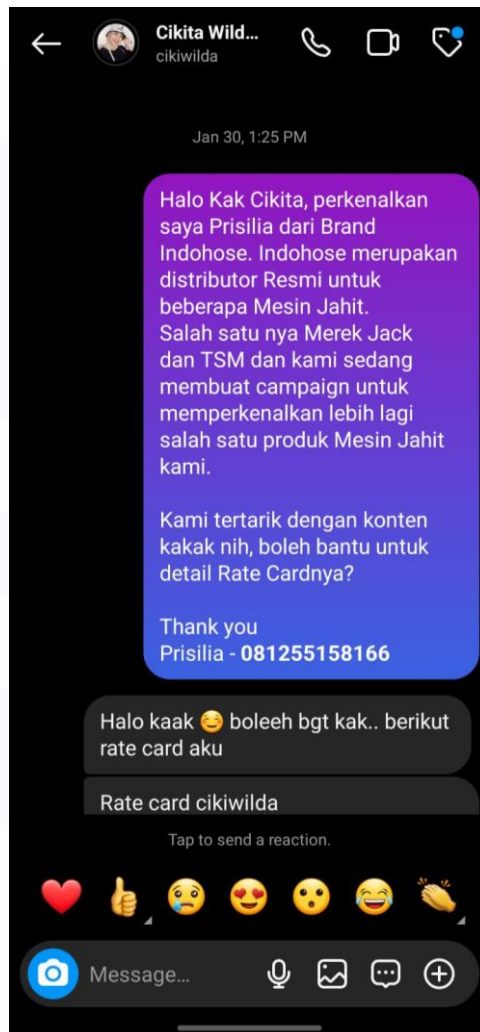 Cikita Wild...
cikiwilda
Jan 30, 1:25 PM
Halo Kak Cikita, perkenalkan
saya Prisilia dari Brand
Indohose. Indohose merupakan
distributor Resmi untuk
beberapa Mesin Jahit.
Salah satu nya Merek Jack
dan TSM dan kami sedang
membuat campaign untuk
memperkenalkan lebih lagi
salah satu produk Mesin Jahit
kami.
Kami tertarik dengan konten
kakak nih, boleh bantu untuk
detail Rate Cardnya?
Thank you
Prisilia - 081255158166
Halo kaak ☺️ boleeh bgt kak.. berikut
rate card aku
Rate card cikiwilda
Tap to send a reaction.
Message...